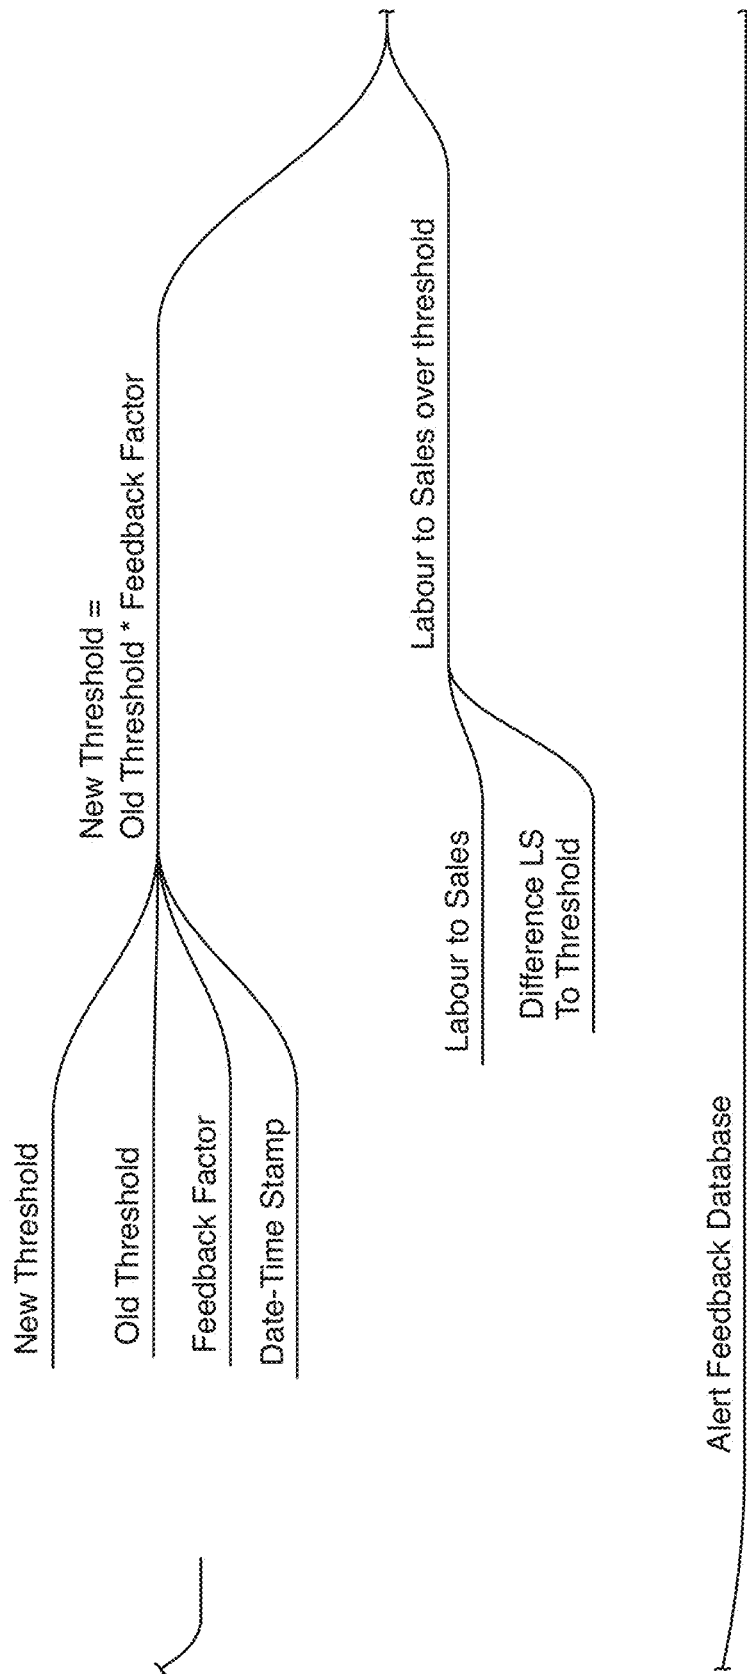 New Threshold
Old Threshold
Feedback Factor
Date-Time Stamp
New Threshold =
Old Threshold * Feedback Factor
Labour to Sales
Difference LS
To Threshold
Labour to Sales over threshold
Alert Feedback Database